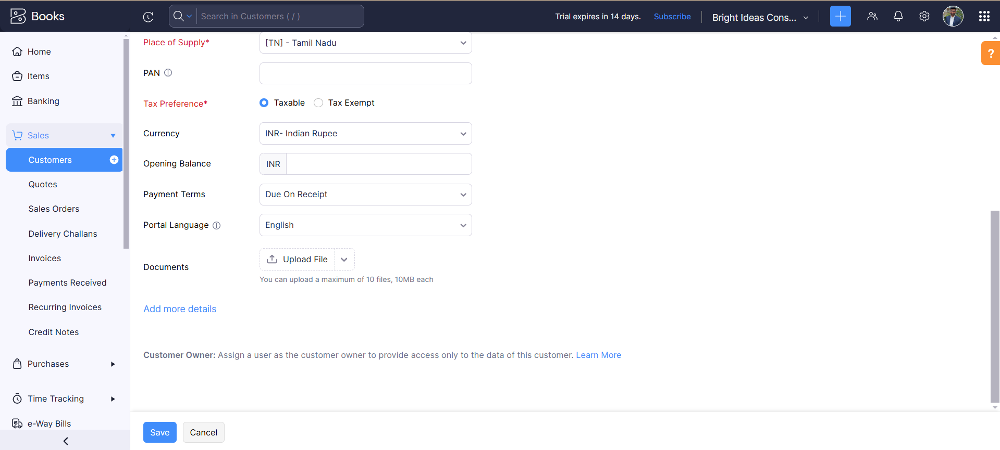 Books
Search in Customers ( / )
Trial expires in 14 days.
Subscribe
Bright Ideas Cons...
Home
Items
Banking
Sales
Customers
Quotes
Sales Orders
Delivery Challans
Invoices
Payments Received
Recurring Invoices
Credit Notes
Purchases
Time Tracking
e-Way Bills
Place of Supply*
[TN] - Tamil Nadu
?
PAN
Tax Preference*
Taxable
Tax Exempt
Currency
INR- Indian Rupee
Opening Balance
INR
Payment Terms
Due On Receipt
Portal Language
English
Documents
Upload File
You can upload a maximum of 10 files, 10MB each
Add more details
Customer Owner: Assign a user as the customer owner to provide access only to the data of this customer. Learn More
Save
Cancel